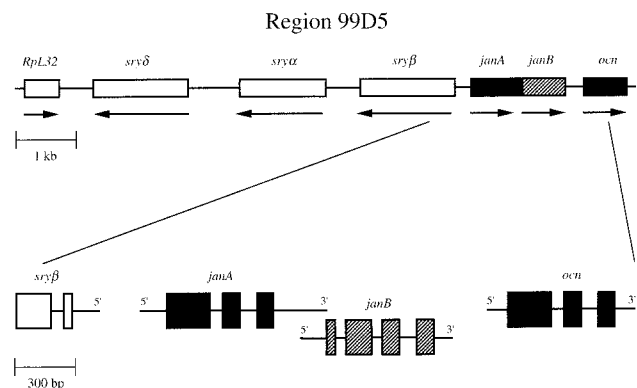 Region 99D5
RpL32 sryδ sryα sryβ janA janB ocn
1 kb
sryβ janA janB ocn
5' 5' 3' 5' 3' 5' 3'
300 bp